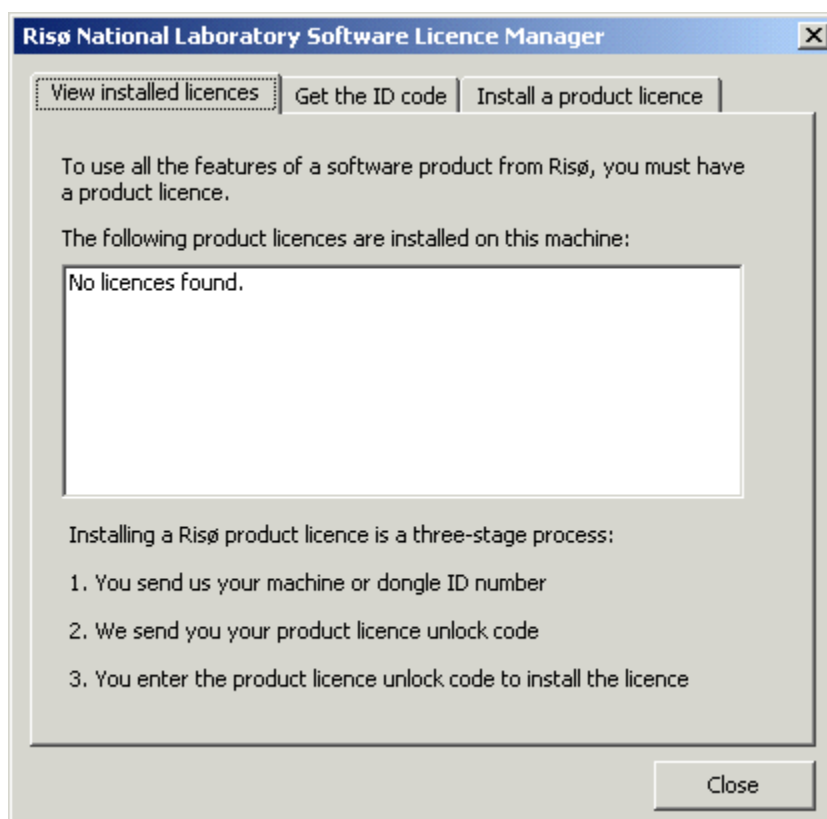 Risø National Laboratory Software Licence Manager
View installed licences
Get the ID code
Install a product licence
To use all the features of a software product from Risø, you must have
a product licence.
The following product licences are installed on this machine:
No licences found.
Installing a Risø product licence is a three-stage process:
1. You send us your machine or dongle ID number
2. We send you your product licence unlock code
3. You enter the product licence unlock code to install the licence
Close